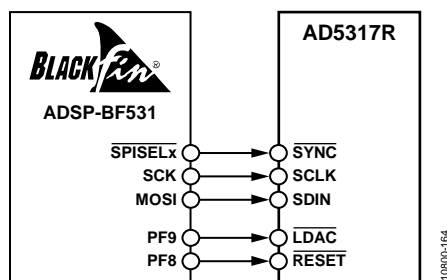 AD5317R
BLACKfin®
ADSP-BF531
SPISELx SYNC
SCK SCLK
MOSI SDIN
PF9 LDAC
PF8 RESET
10800-164